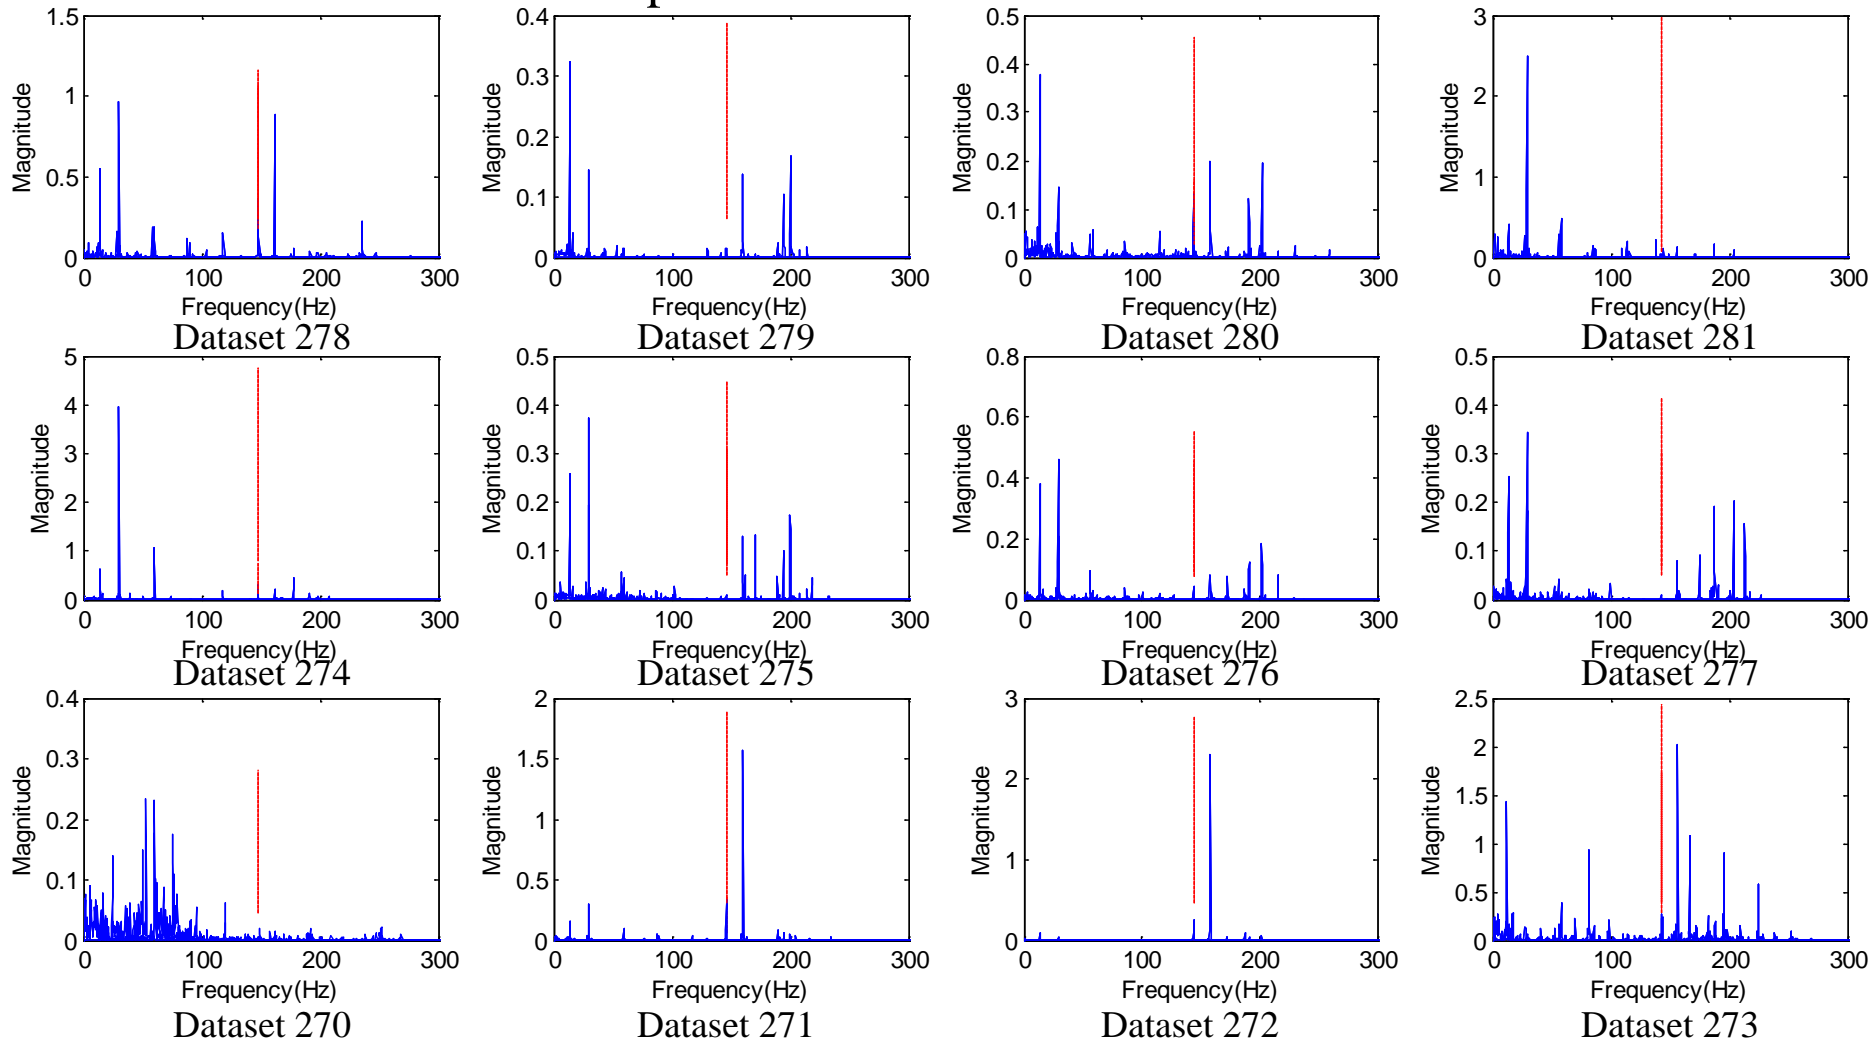 1.5
1
0.5
0
Magnitude
0 100 200 300
Frequency(Hz)
Dataset 278
0.4
0.3
0.2
0.1
0
Magnitude
0 100 200 300
Frequency(Hz)
Dataset 279
0.5
0.4
0.3
0.2
0.1
0
Magnitude
0 100 200 300
Frequency(Hz)
Dataset 280
3
2
1
0
Magnitude
0 100 200 300
Frequency(Hz)
Dataset 281
5
4
3
2
1
0
Magnitude
0 100 200 300
Frequency(Hz)
Dataset 274
0.5
0.4
0.3
0.2
0.1
0
Magnitude
0 100 200 300
Frequency(Hz)
Dataset 275
0.8
0.6
0.4
0.2
0
Magnitude
0 100 200 300
Frequency(Hz)
Dataset 276
0.5
0.4
0.3
0.2
0.1
0
Magnitude
0 100 200 300
Frequency(Hz)
Dataset 277
0.4
0.3
0.2
0.1
0
Magnitude
0 100 200 300
Frequency(Hz)
Dataset 270
2
1.5
1
0.5
0
Magnitude
0 100 200 300
Frequency(Hz)
Dataset 271
3
2
1
0
Magnitude
0 100 200 300
Frequency(Hz)
Dataset 272
2.5
2
1.5
1
0.5
0
Magnitude
0 100 200 300
Frequency(Hz)
Dataset 273